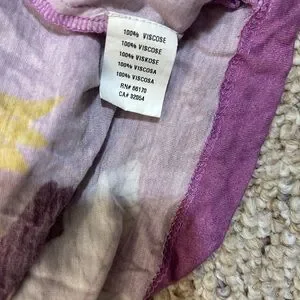 100% VISCOSE
100% VISCOSE
100% VISKOSE
100% VISCOSA
100% VISCOSA
RN# 66170
CA# 32054